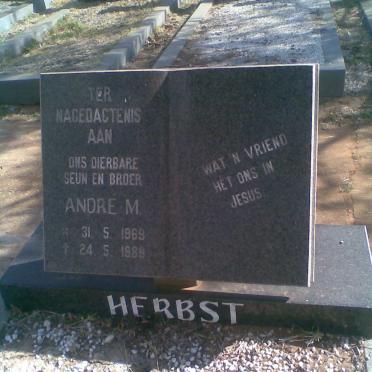 TER
NAGEDAGTENIS
AAN
ONS DIERBARE
SEUN EN BROER
ANDRE M.
* 31. 5. 1969
† 24. 5. 1989
WAT 'N VRIEND
HET ONS IN
JESUS.
HERBST